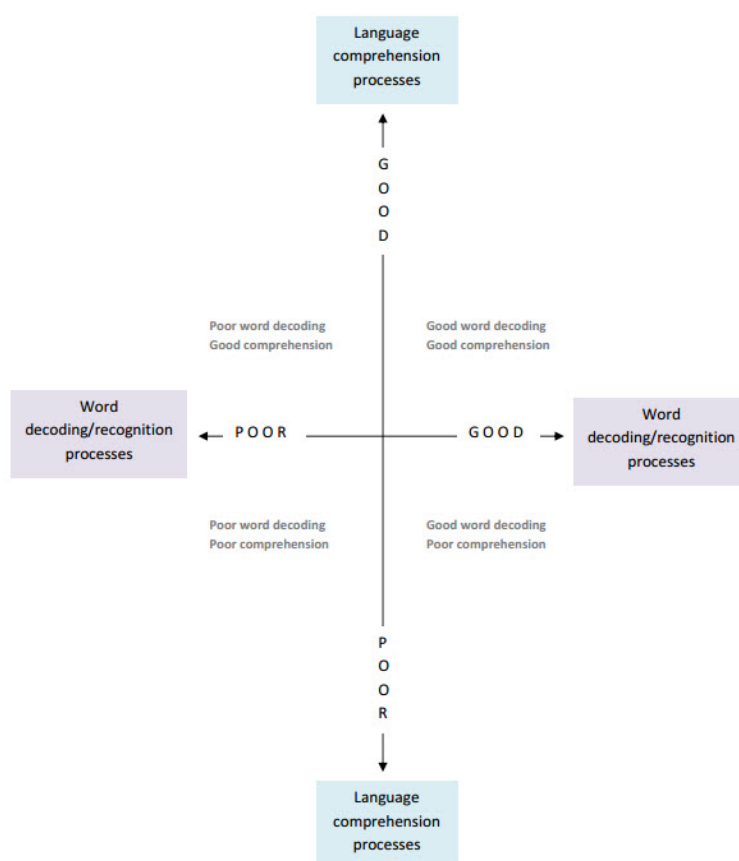 Language
comprehension
processes
G
O
O
D
Poor word decoding
Good comprehension
Good word decoding
Good comprehension
Word
decoding/recognition
processes
POOR
GOOD
Word
decoding/recognition
processes
Poor word decoding
Poor comprehension
Good word decoding
Poor comprehension
P
O
O
R
Language
comprehension
processes